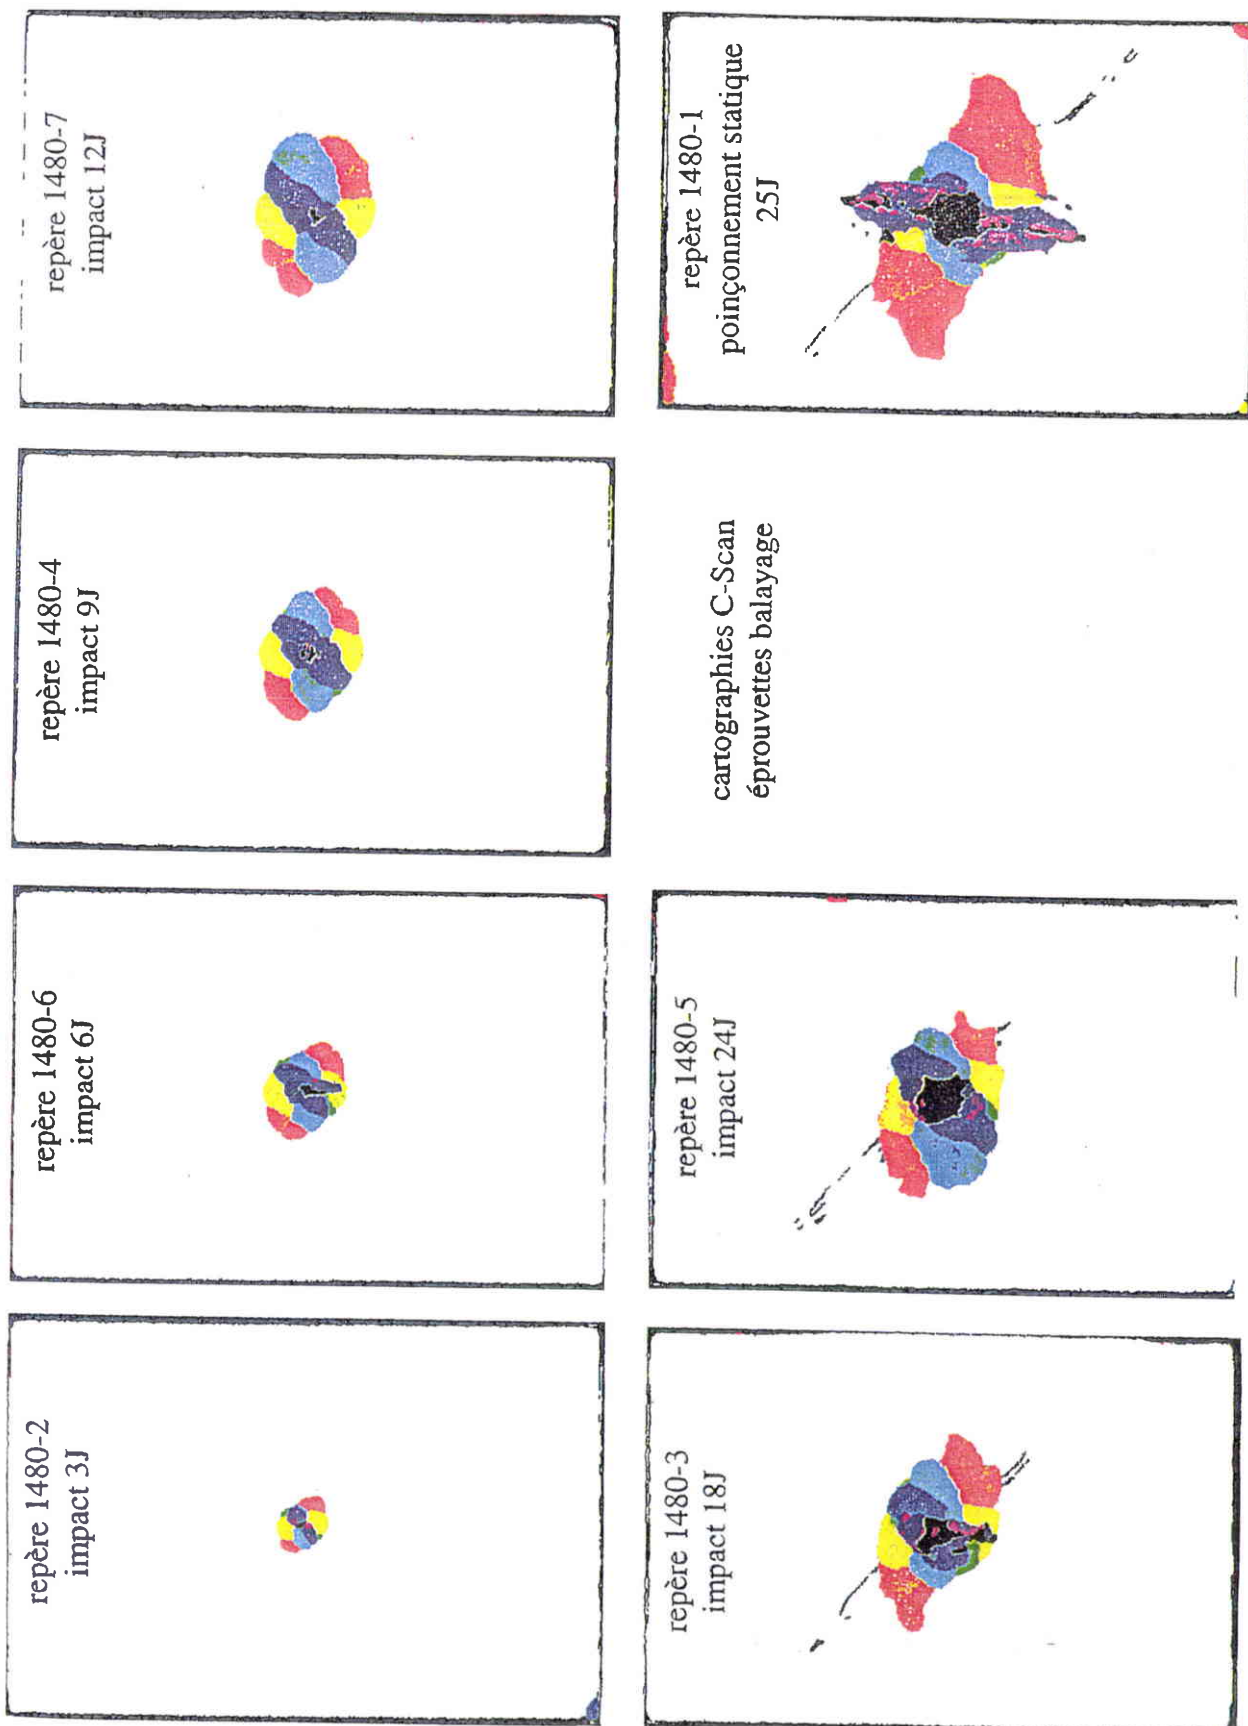 repère 1480-2
impact 3J
repère 1480-6
impact 6J
repère 1480-4
impact 9J
repère 1480-7
impact 12J
repère 1480-3
impact 18J
repère 1480-5
impact 24J
cartographies C-Scan
éprouvettes balayage
repère 1480-1
poinçonnement statique
25J